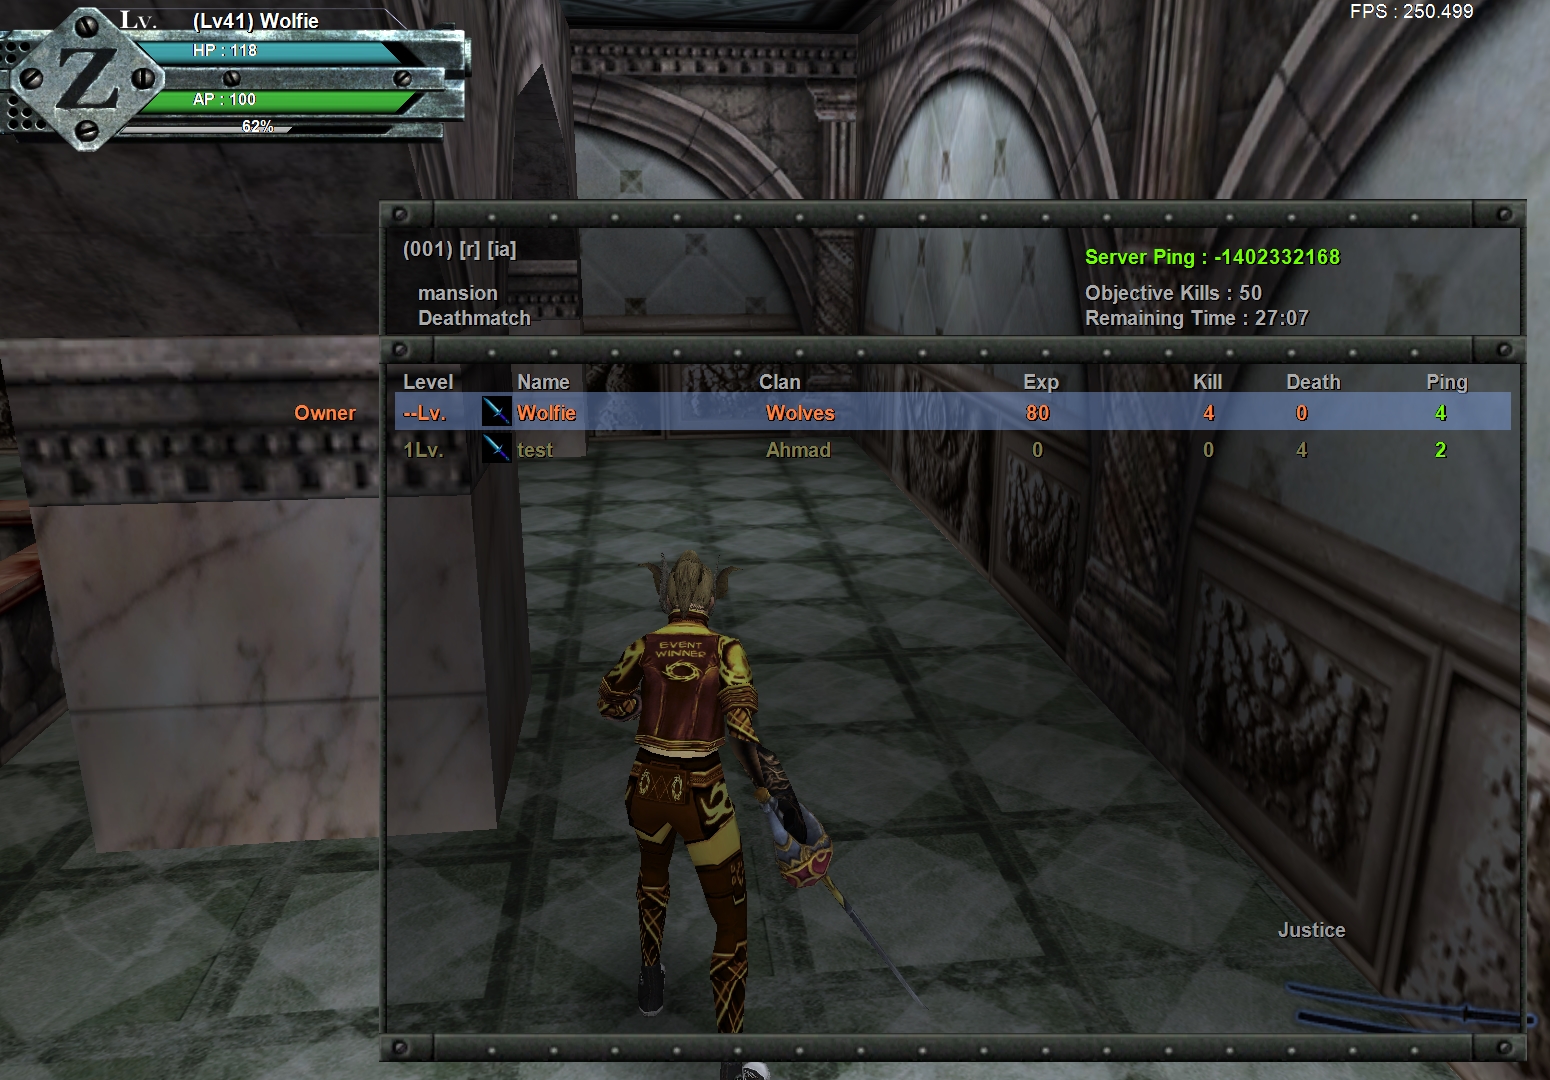 Lv. (Lv41) Wolfie
FPS : 250.499
HP : 118
Z
AP : 100
62%
(001) [r] [ia]
Server Ping : -1402332168
mansion
Objective Kills : 50
Deathmatch
Remaining Time : 27:07
Level Name Clan Exp Kill Death Ping
Owner --Lv. Wolfie Wolves 80 4 0 4
1Lv. test Ahmad 0 0 4 2
EVENT
WINNER
Justice